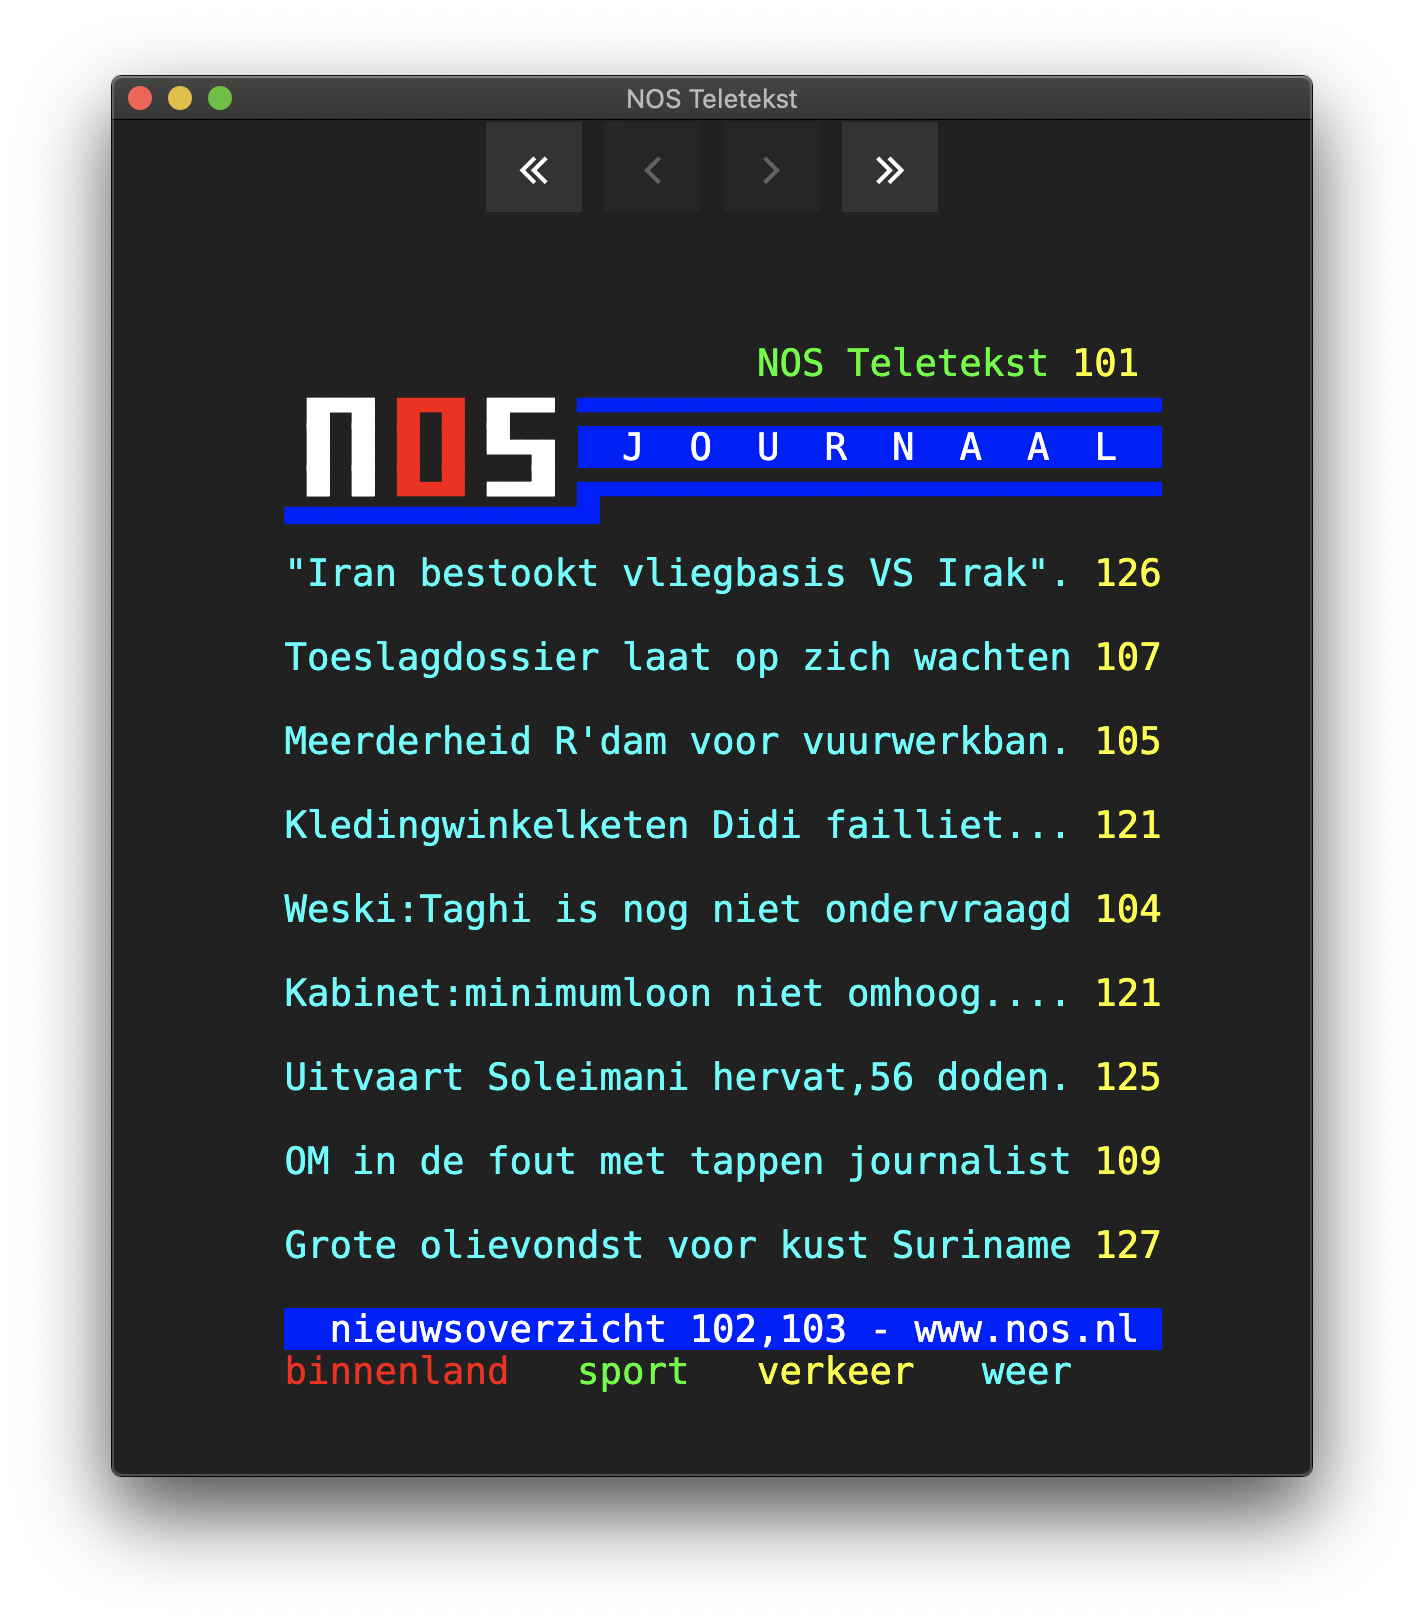 NOS Teletekst
NOS Teletekst 101
NOS JOURNAAL
"Iran bestookt vliegbasis VS Irak". 126
Toeslagdossier laat op zich wachten 107
Meerderheid R'dam voor vuurwerkban. 105
Kledingwinkelketen Didi failliet... 121
Weski:Taghi is nog niet ondervraagd 104
Kabinet:minimumloon niet omhoog.... 121
Uitvaart Soleimani hervat,56 doden. 125
OM in de fout met tappen journalist 109
Grote olievondst voor kust Suriname 127
nieuwsoverzicht 102,103 - www.nos.nl
binnenland sport verkeer weer